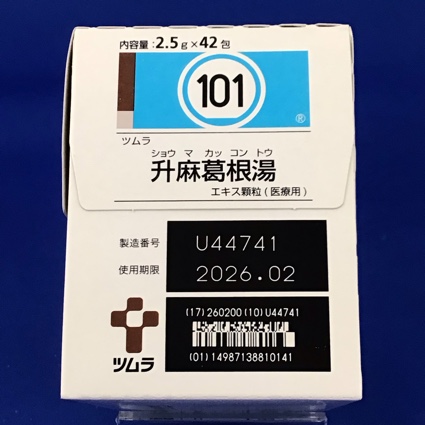 内容量：2.5g×42包
101
®
ツムラ
ショウ マ カッ コン トウ
升麻葛根湯
エキス顆粒(医療用)
製造番号 U44741
使用期限 2026.02
(17)260200(10)U44741
(01)14987138810141
ツムラ